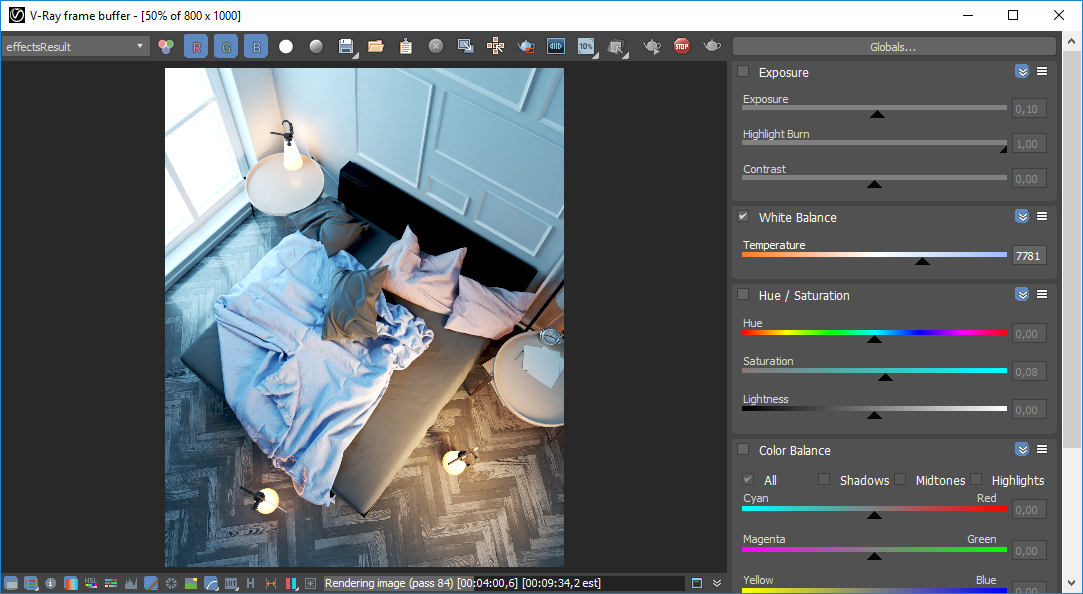 V-Ray frame buffer - [50% of 800 x 1000]
effectsResult
R G B
10%
STOP
Globals...
Exposure
Exposure
0,10
Highlight Burn
1,00
Contrast
0,00
White Balance
Temperature
7781
Hue / Saturation
Hue
0,00
Saturation
0,08
Lightness
0,00
Color Balance
All Shadows Midtones Highlights
Cyan Red
0,00
Magenta Green
0,00
Yellow Blue
0,00
HSL
H
Rendering image (pass 84) [00:04:00,6] [00:09:34,2 est]